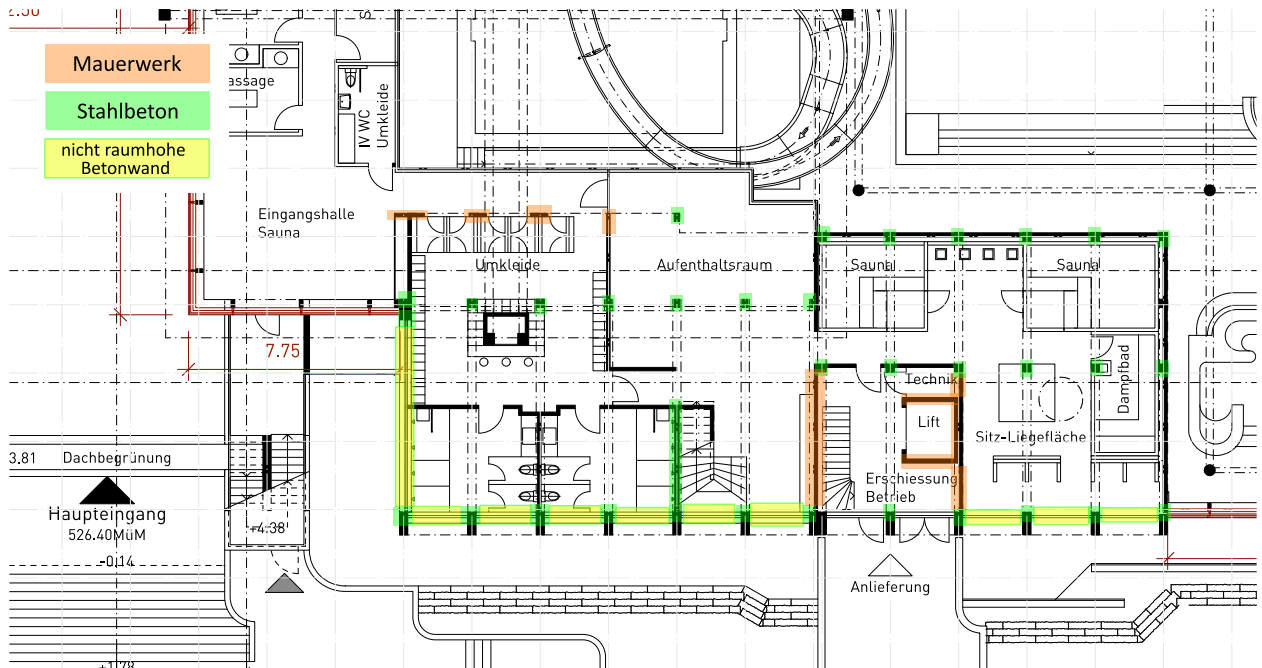 2.50
Mauerwerk
Stahlbeton
nicht raumhohe
Betonwand
assage
IV WC
Umkleide
Eingangshalle
Sauna
Umkleide
Aufenthaltsraum
Sauna
Sauna
7.75
Technik
Lift
Dampfbad
Sitz-Liegefläche
3.81
Dachbegrünung
Erschiessung
Betrieb
Haupteingang
526.40MüM
-0.14
+4.38
Anlieferung
+1.78